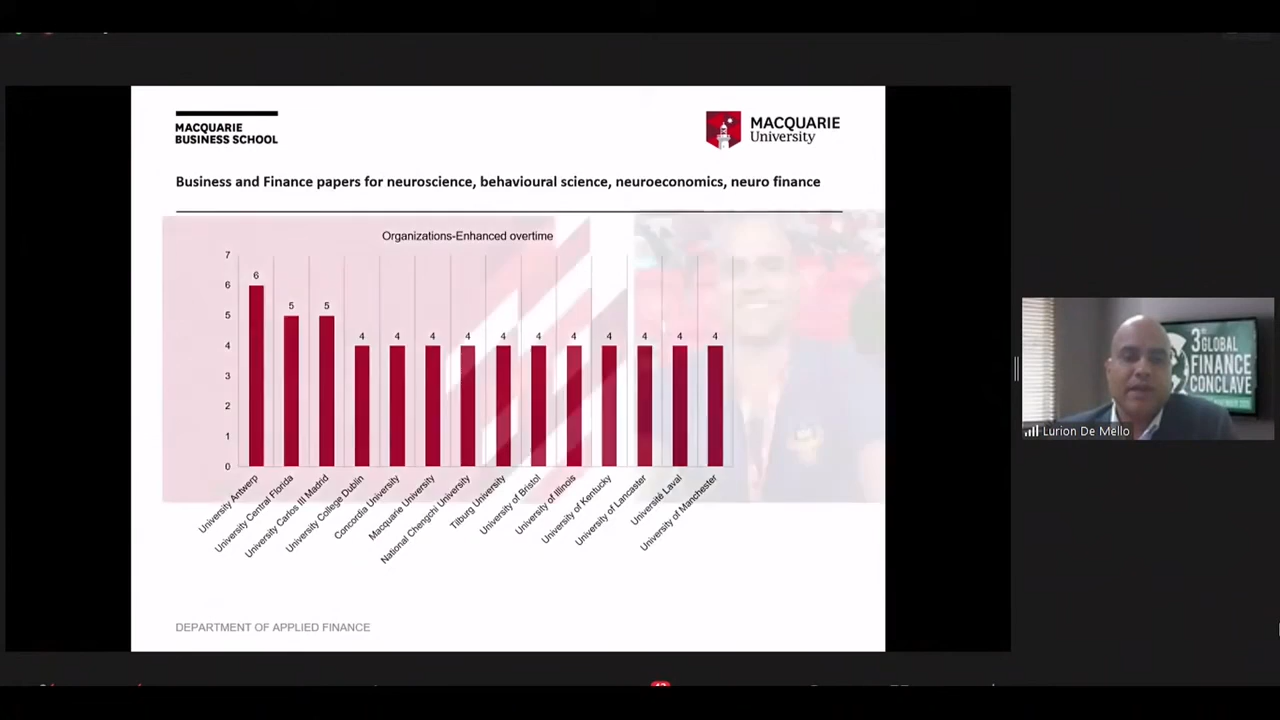 MACQUARIE
BUSINESS SCHOOL
MACQUARIE
University
Business and Finance papers for neuroscience, behavioural science, neuroeconomics, neuro finance
Organizations-Enhanced overtime
7
6
5
4
3
2
1
0
6
5
5
4
4
4
4
4
4
4
4
4
4
4
University Antwerp
University Central Florida
University Carlos III Madrid
University College Dublin
Concordia University
Macquarie University
National Chengchi University
Tilburg University
University of Bristol
University of Illinois
University of Kentucky
University of Lancaster
Université Laval
University of Manchester
DEPARTMENT OF APPLIED FINANCE
3
GLOBAL
FINANCE
CONCLAVE
Lurion De Mello